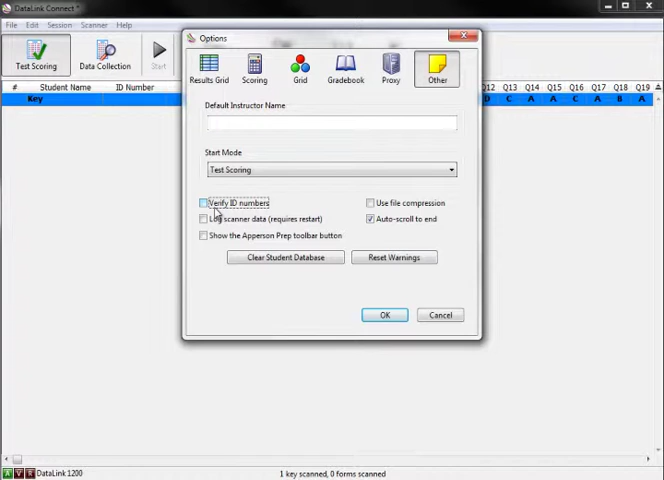 DataLink Connect *
File Edit Session Scanner Help
Test Scoring Data Collection Start
# Student Name ID Number Q12 Q13 Q14 Q15 Q16 Q17 Q18 Q19
Key D C A A C A B A
Options
Results Grid Scoring Grid Gradebook Proxy Other
Default Instructor Name
Start Mode
Test Scoring
Verify ID numbers Use file compression
Log scanner data (requires restart) Auto-scroll to end
Show the Apperson Prep toolbar button
Clear Student Database Reset Warnings
OK Cancel
A V R DataLink 1200 1 key scanned, 0 forms scanned